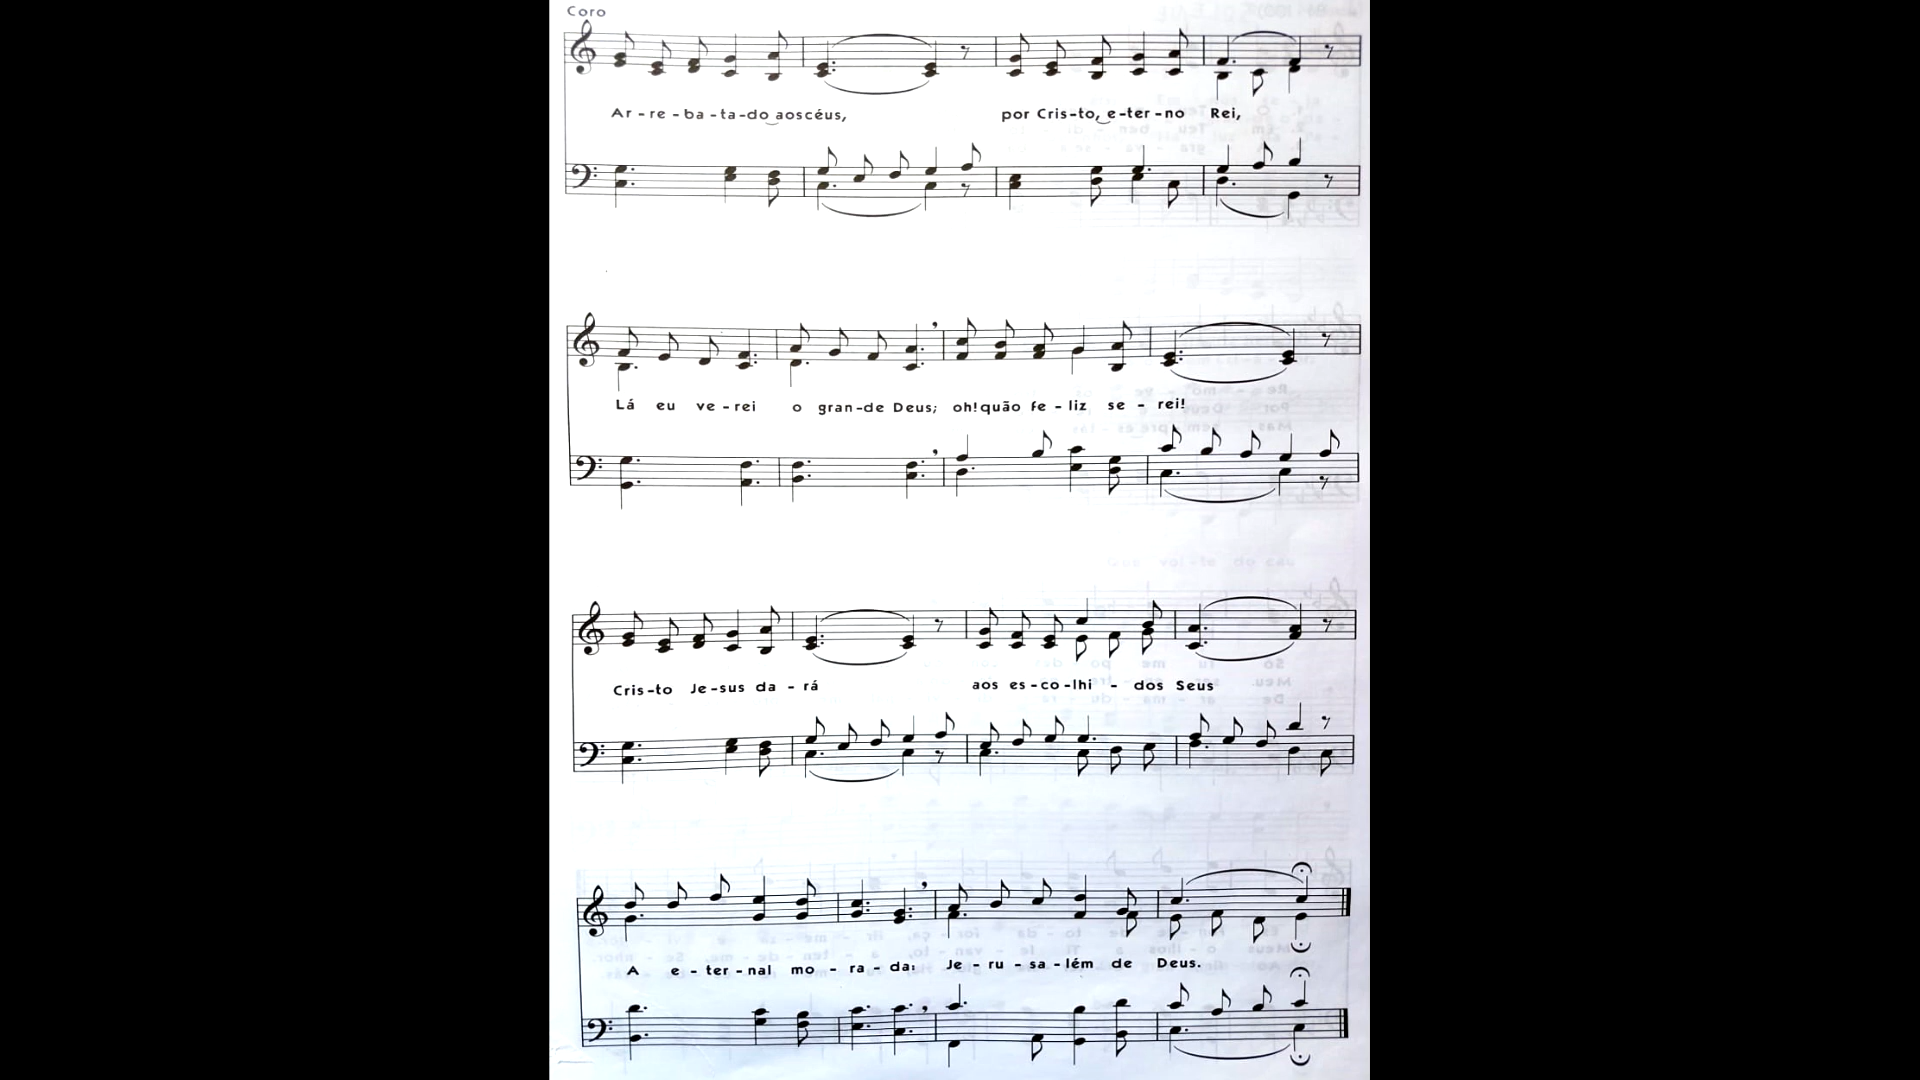 Coro
Ar-re-ba-ta-do aoscéus, por Cris-to, e-ter-no Rei,
Lá eu ve-rei o gran-de Deus; oh! quão fe-liz se-rei!
Cris-to Je-sus da-rá aos es-co-lhi-dos Seus
A e-ter-nal mo-ra-da: Je-ru-sa-lém de Deus.